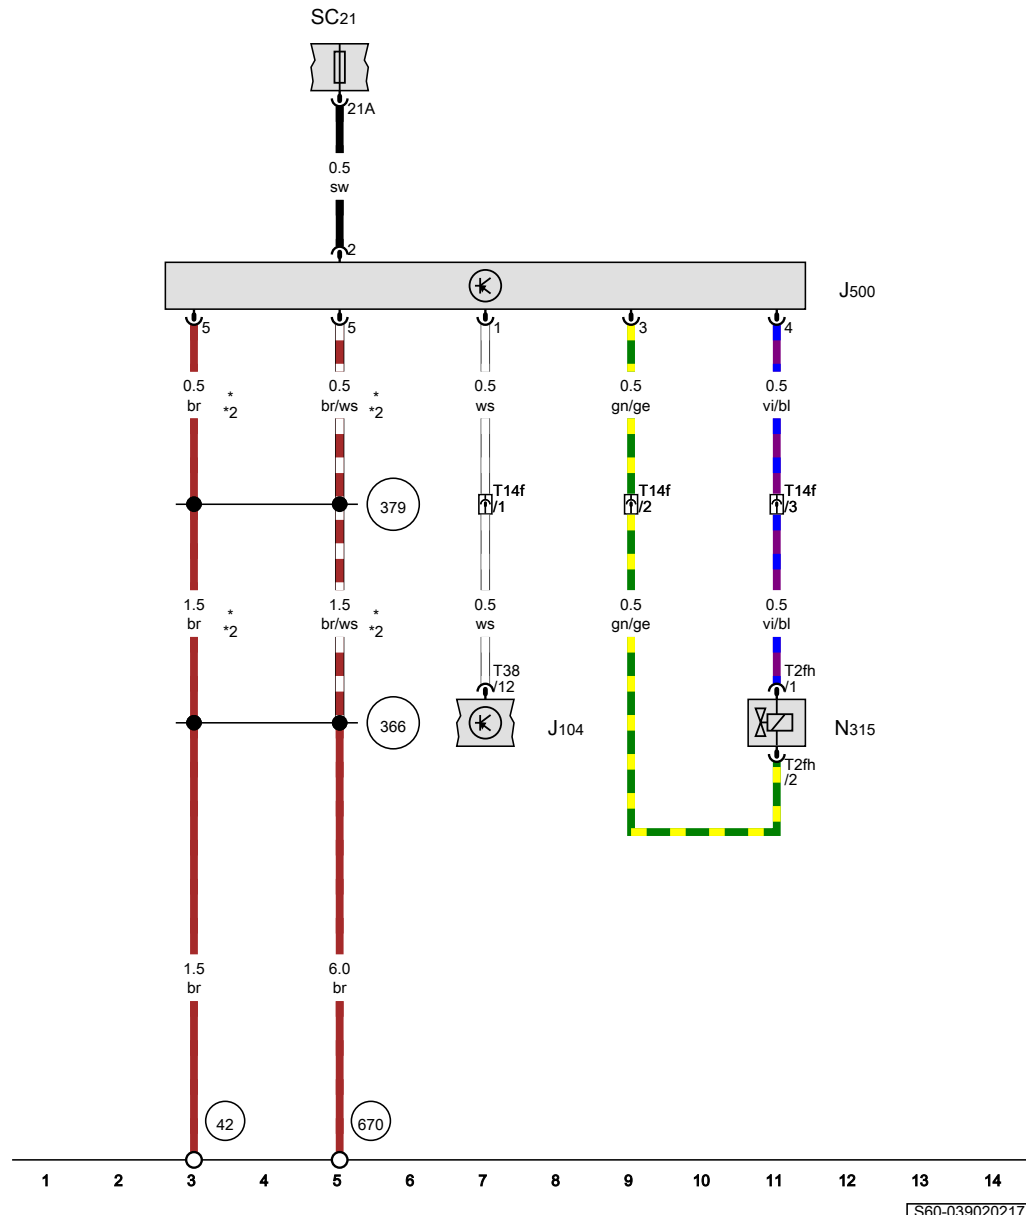 SC21
21A
0.5
sw
2
J500
5 5 1 3 4
0.5 * 0.5 * 0.5 0.5 0.5
br *2 br/ws *2 ws gn/ge vi/bl
T14f T14f T14f
379 /1 /2 /3
1.5 * 1.5 * 0.5 0.5 0.5
br *2 br/ws *2 ws gn/ge vi/bl
T38 T2fh
/12 /1
366 J104 N315
T2fh
/2
1.5 6.0
br br
42 670
1 2 3 4 5 6 7 8 9 10 11 12 13 14
S60-039020217